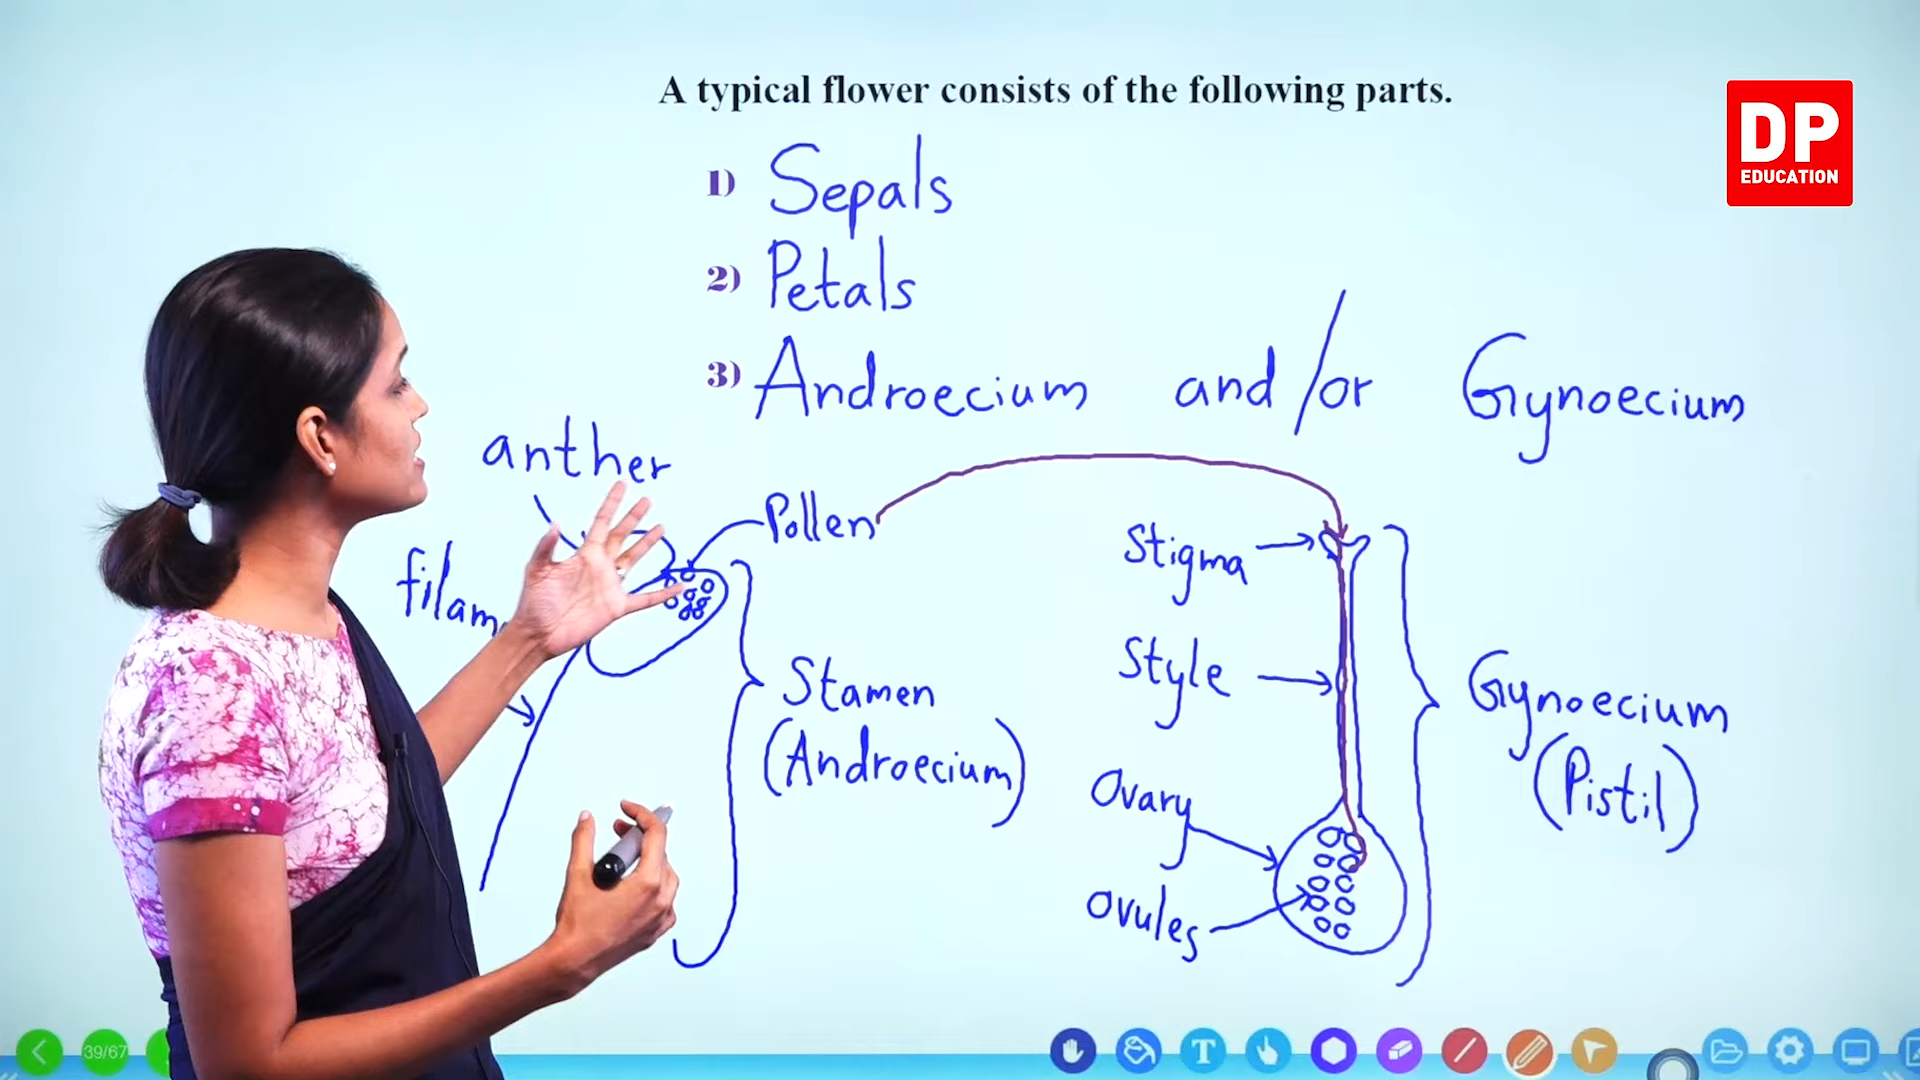 A typical flower consists of the following parts.
DP
EDUCATION
1) Sepals
2) Petals
3) Androecium and/or Gynoecium
anther
Pollen
Stigma
Style
Stamen
(Androecium)
Gynoecium
(Pistil)
Ovary
Ovules
39/67
T